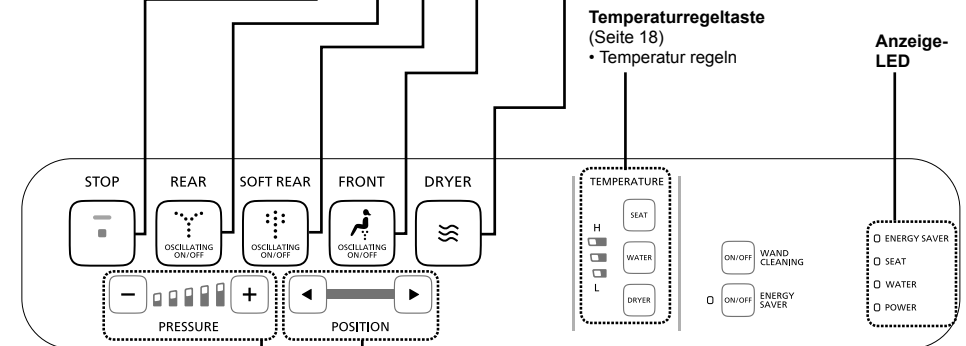 Temperaturregeltaste
(Seite 18)
• Temperatur regeln
Anzeige-
LED
STOP
REAR
SOFT REAR
FRONT
DRYER
OSCILLATING
ON/OFF
OSCILLATING
ON/OFF
OSCILLATING
ON/OFF
PRESSURE
POSITION
TEMPERATURE
SEAT
H
WATER
L
DRYER
ON/OFF
WAND
CLEANING
ON/OFF
ENERGY
SAVER
ENERGY SAVER
SEAT
WATER
POWER